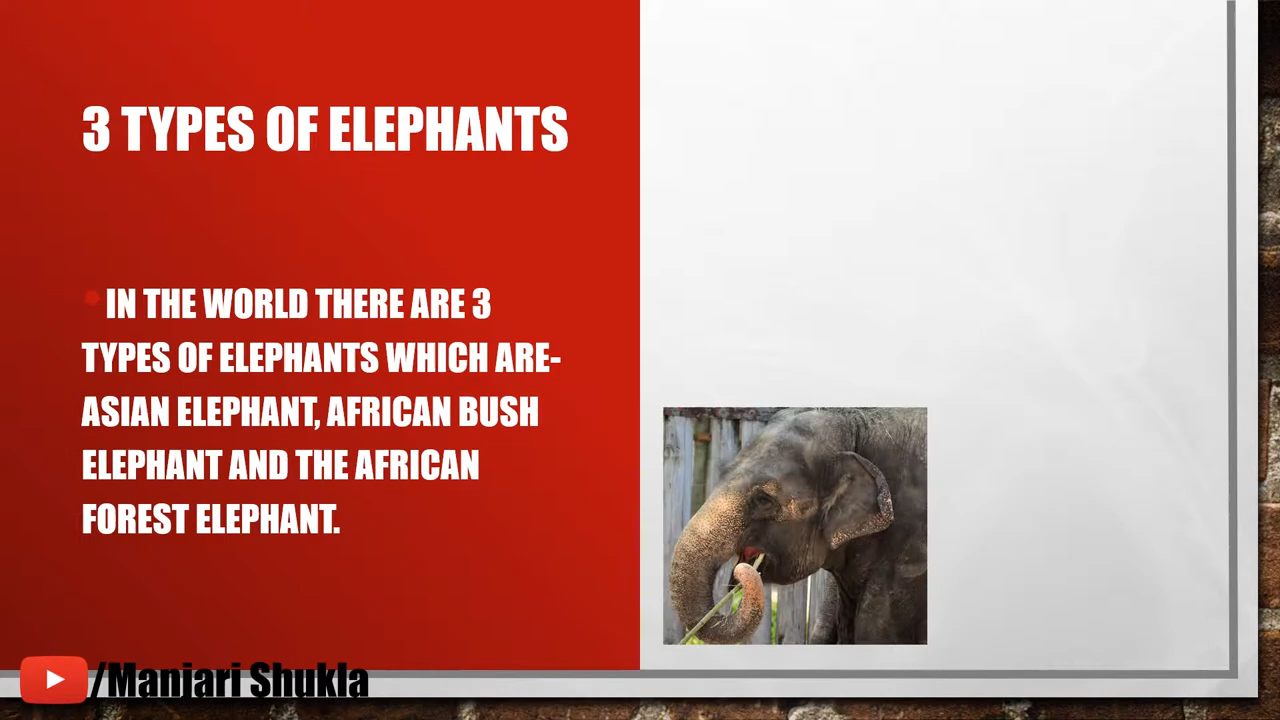 3 TYPES OF ELEPHANTS
IN THE WORLD THERE ARE 3
TYPES OF ELEPHANTS WHICH ARE-
ASIAN ELEPHANT, AFRICAN BUSH
ELEPHANT AND THE AFRICAN
FOREST ELEPHANT.
/Manjari Shukla